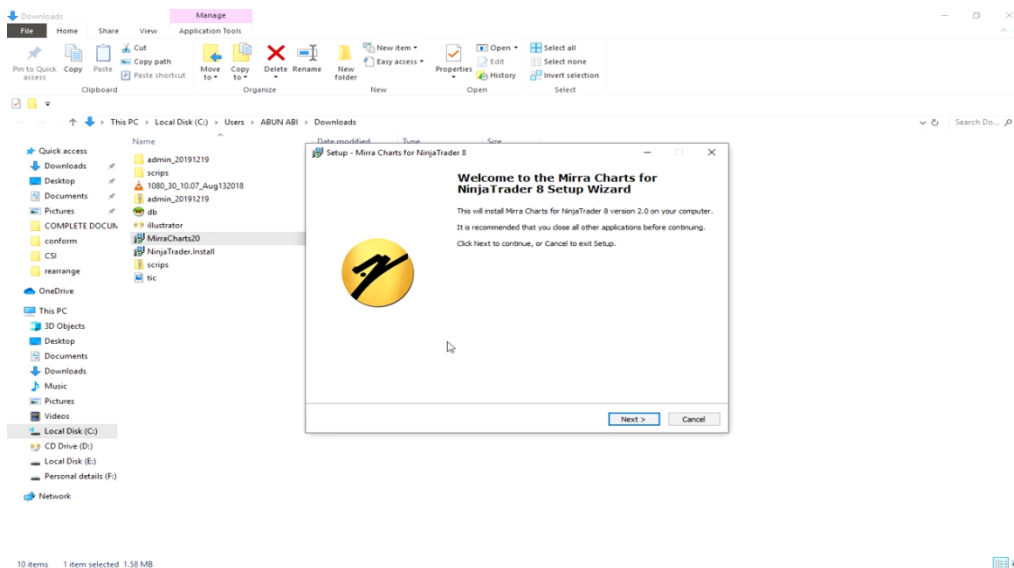 Downloads
Manage
File Home Share View Application Tools
Pin to Quick access
Copy
Paste
Cut
Copy path
Paste shortcut
Clipboard
Move to
Copy to
Delete
Rename
Organize
New folder
New item
Easy access
New
Properties
Open
Edit
History
Open
Select all
Select none
Invert selection
Select
This PC > Local Disk (C:) > Users > ABUN ABI > Downloads
Search Do...
Name
Date modified
Type
Size
Quick access
Downloads
Desktop
Documents
Pictures
COMPLETE DOCUM
conform
CSI
rearrange
OneDrive
This PC
3D Objects
Desktop
Documents
Downloads
Music
Pictures
Videos
Local Disk (C:)
CD Drive (D:)
Local Disk (E:)
Personal details (F:)
Network
admin_20191219
scrips
1080_30_10.07_Aug132018
admin_20191219
db
illustrator
MirraCharts20
NinjaTrader.Install
scrips
tic
Setup - Mirra Charts for NinjaTrader 8
Welcome to the Mirra Charts for
NinjaTrader 8 Setup Wizard
This will install Mirra Charts for NinjaTrader 8 version 2.0 on your computer.
It is recommended that you close all other applications before continuing.
Click Next to continue, or Cancel to exit Setup.
Next >
Cancel
10 items 1 item selected 1.58 MB